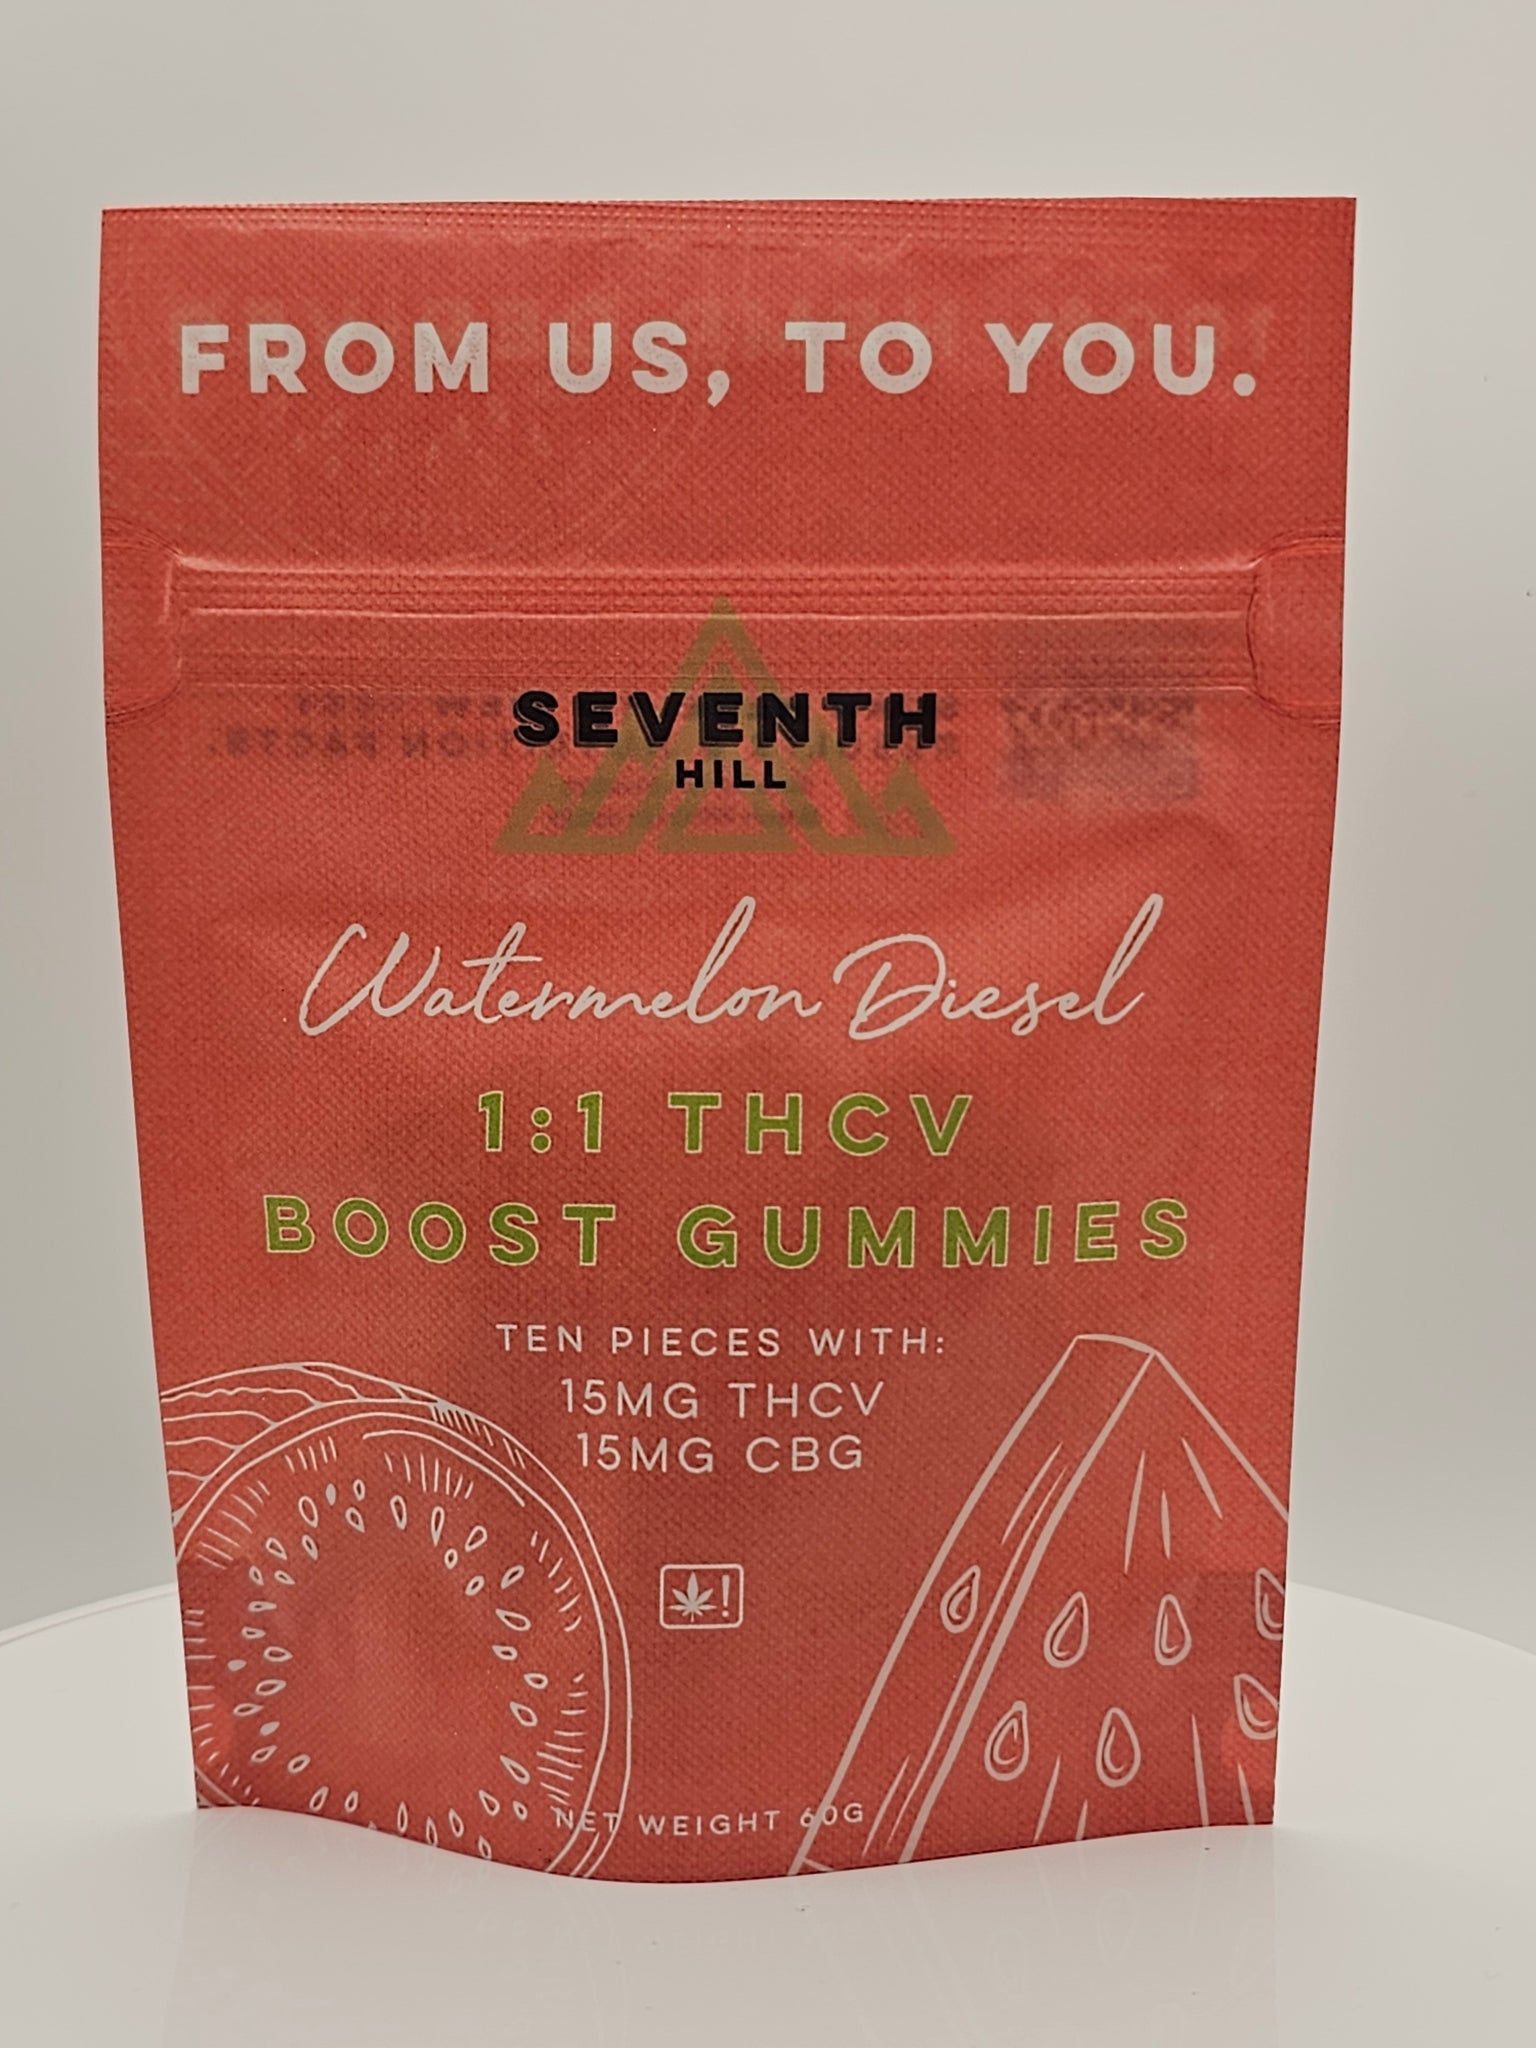 FROM US, TO YOU.
SEVENTH
HILL
Watermelon Diesel
1:1 THCV
BOOST GUMMIES
TEN PIECES WITH:
15MG THCV
15MG CBG
!
NET WEIGHT 60G